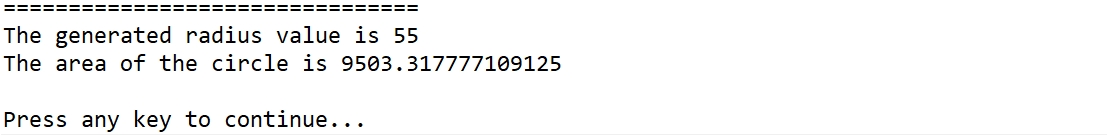 ================================
The generated radius value is 55
The area of the circle is 9503.317777109125
Press any key to continue...